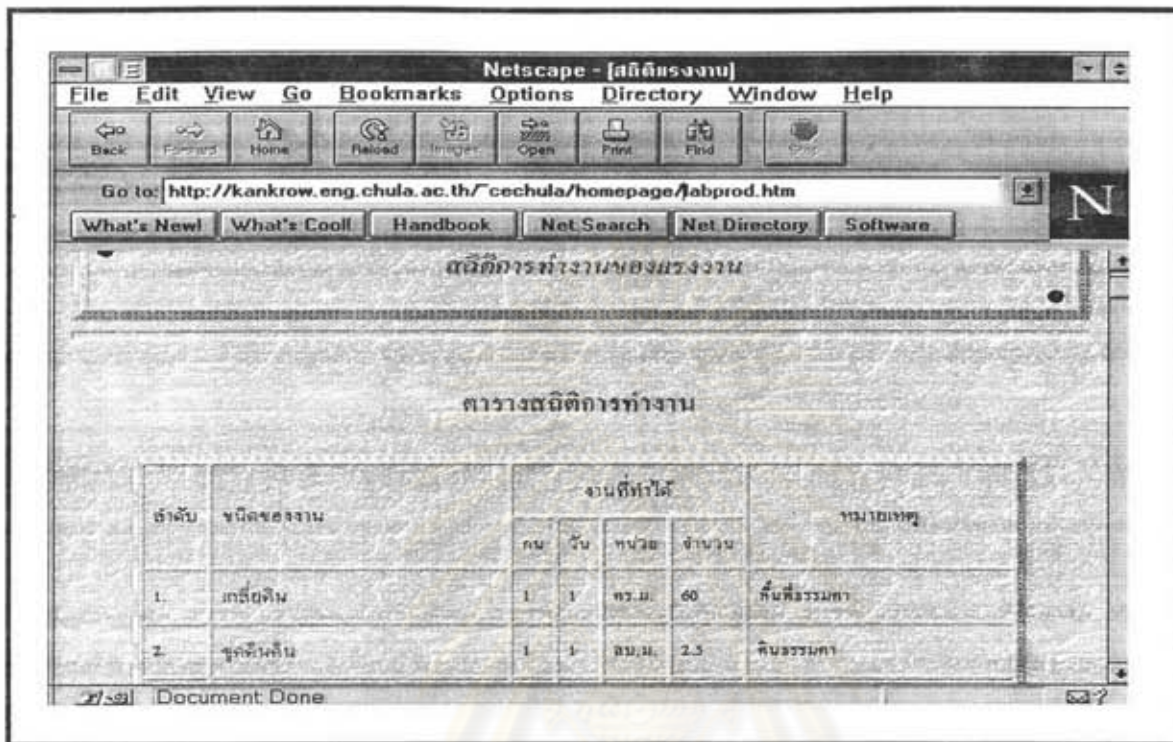 Netscape - [สถิติแรงงาน]
File Edit View Go Bookmarks Options Directory Window Help
Back Forward Home Reload Images Open Print Find Stop
Go to: http://kankrow.eng.chula.ac.th/~cechula/homepage/labprod.htm
What's New! What's Cool! Handbook Net Search Net Directory Software
สถิติการทำงานของแรงงาน
ตารางสถิติการทำงาน
ลำดับ ชนิดของงาน งานที่ทำได้ หมายเหตุ
คน วัน หน่วย จำนวน
1. เกลี่ยดิน 1 1 ตร.ม. 60 พื้นที่ธรรมดา
2. ขุดดิน 1 1 ลบ.ม. 2.5 ดินธรรมดา
Document: Done